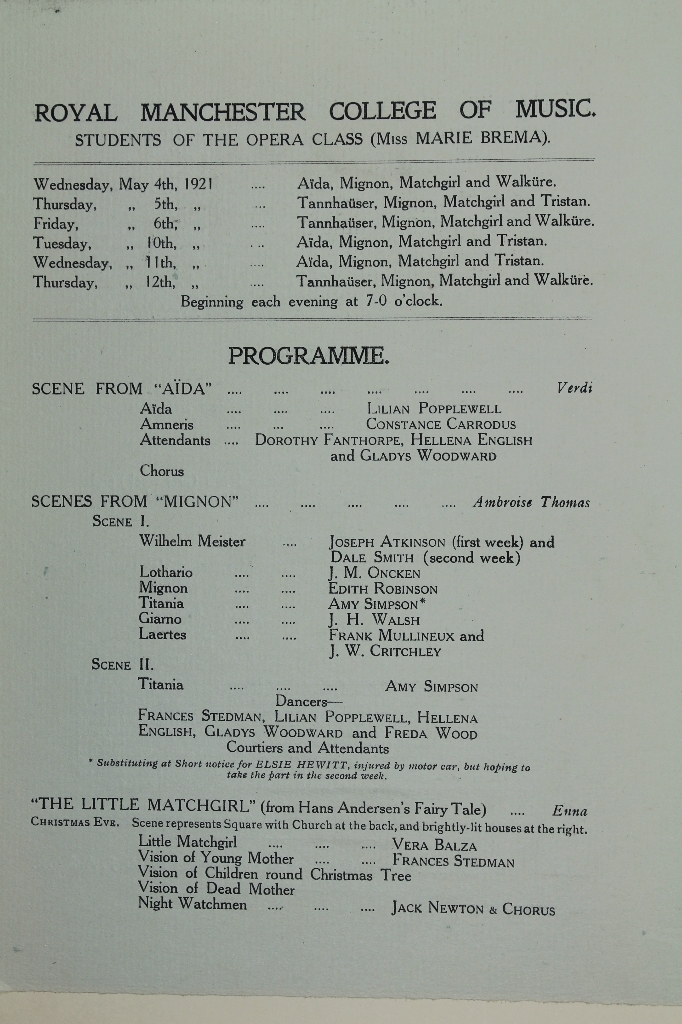 ROYAL MANCHESTER COLLEGE OF MUSIC.
STUDENTS OF THE OPERA CLASS (Miss MARIE BREMA).
Wednesday, May 4th, 1921 .... Aïda, Mignon, Matchgirl and Walküre.
Thursday, „ 5th, „ ... Tannhaüser, Mignon, Matchgirl and Tristan.
Friday, „ 6th, „ .... Tannhaüser, Mignon, Matchgirl and Walküre.
Tuesday, „ 10th, „ . .. Aïda, Mignon, Matchgirl and Tristan.
Wednesday, „ 11th, „ .... Aïda, Mignon, Matchgirl and Tristan.
Thursday, „ 12th, „ .... Tannhaüser, Mignon, Matchgirl and Walküre.
Beginning each evening at 7-0 o'clock.
PROGRAMME.
SCENE FROM "AÏDA" .... .... .... .... .... .... .... Verdi
Aïda .... .... .... LILIAN POPPLEWELL
Amneris .... ... .... CONSTANCE CARRODUS
Attendants .... DOROTHY FANTHORPE, HELLENA ENGLISH
and GLADYS WOODWARD
Chorus
SCENES FROM "MIGNON" .... .... .... .... .... Ambroise Thomas
SCENE I.
Wilhelm Meister .... JOSEPH ATKINSON (first week) and
DALE SMITH (second week)
Lothario .... .... J. M. ONCKEN
Mignon .... .... EDITH ROBINSON
Titania .... .... AMY SIMPSON*
Giarno .... .... J. H. WALSH
Laertes .... .... FRANK MULLINEUX and
J. W. CRITCHLEY
SCENE II.
Titania .... .... .... AMY SIMPSON
Dancers—
FRANCES STEDMAN, LILIAN POPPLEWELL, HELLENA
ENGLISH, GLADYS WOODWARD and FREDA WOOD
Courtiers and Attendants
* Substituting at Short notice for ELSIE HEWITT, injured by motor car, but hoping to
take the part in the second week.
"THE LITTLE MATCHGIRL" (from Hans Andersen's Fairy Tale) .... Enna
CHRISTMAS EVE. Scene represents Square with Church at the back, and brightly-lit houses at the right.
Little Matchgirl .... .... .... VERA BALZA
Vision of Young Mother .... .... FRANCES STEDMAN
Vision of Children round Christmas Tree
Vision of Dead Mother
Night Watchmen .... .... .... JACK NEWTON & CHORUS